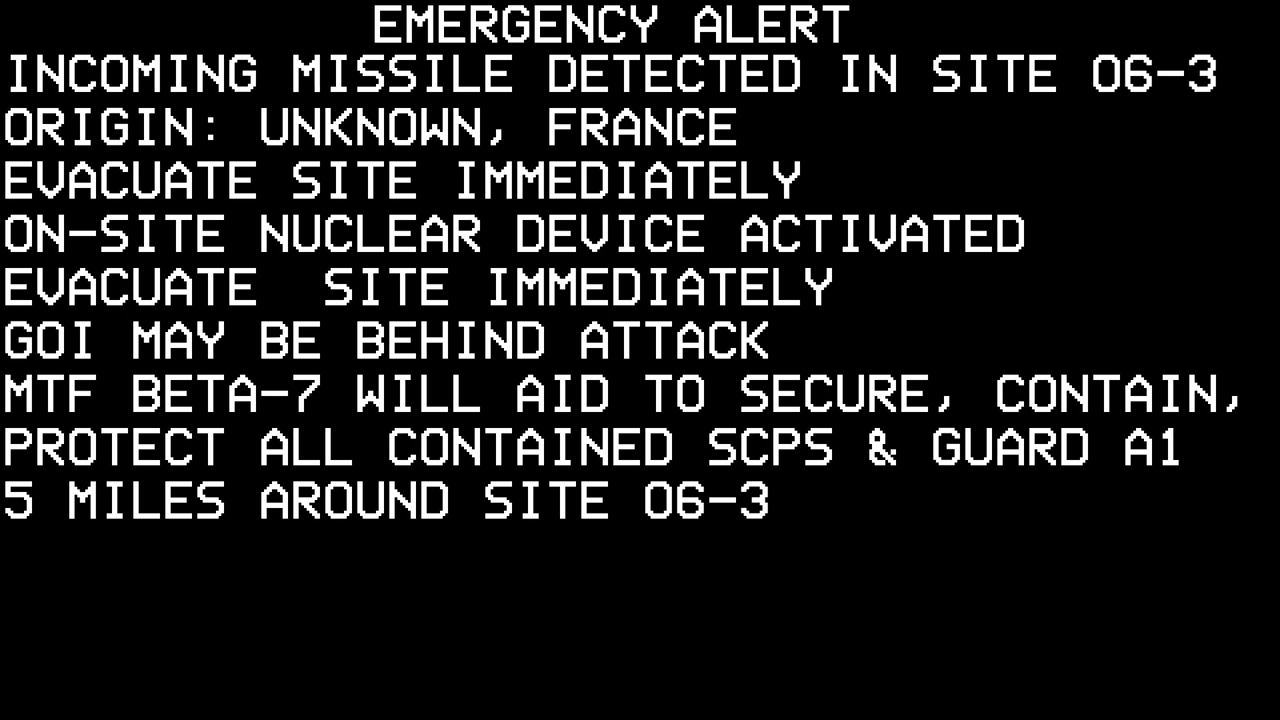 EMERGENCY ALERT
INCOMING MISSILE DETECTED IN SITE 06-3
ORIGIN: UNKNOWN, FRANCE
EVACUATE SITE IMMEDIATELY
ON-SITE NUCLEAR DEVICE ACTIVATED
EVACUATE  SITE IMMEDIATELY
GOI MAY BE BEHIND ATTACK
MTF BETA-7 WILL AID TO SECURE, CONTAIN,
PROTECT ALL CONTAINED SCPS & GUARD A1
5 MILES AROUND SITE 06-3